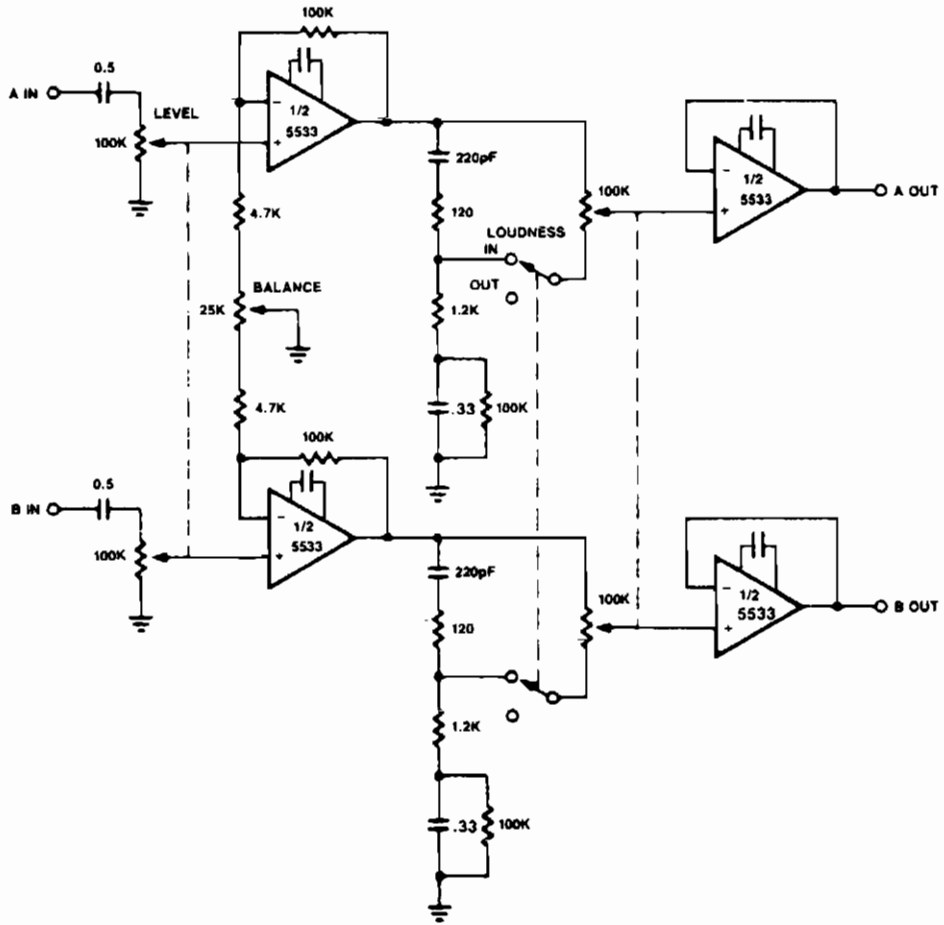 100K
0.5
A IN
LEVEL
100K
-
+
1/2
5533
220pF
120
4.7K
LOUDNESS
IN
OUT
100K
-
+
1/2
5533
A OUT
BALANCE
25K
1.2K
.33
100K
4.7K
100K
0.5
B IN
100K
-
+
1/2
5533
220pF
120
100K
-
+
1/2
5533
B OUT
1.2K
.33
100K